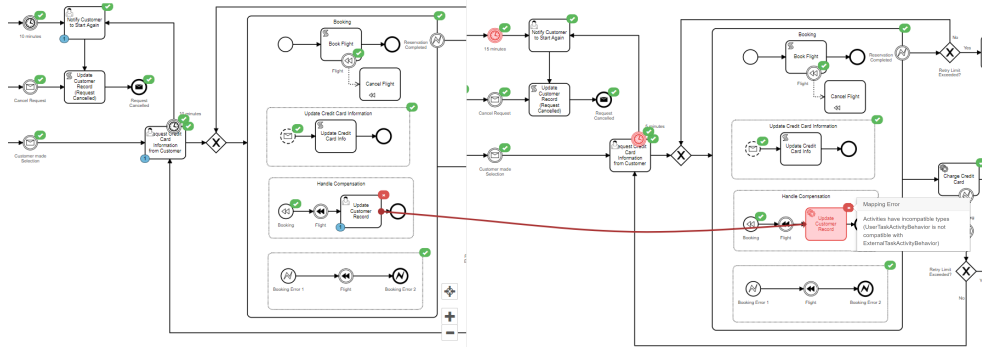 Notify Customer
to Start Again
10 minutes
1
Update
Customer
Record
(Request
Cancelled)
Cancel Request
Request
Cancelled
Request Credit
Card
Information
from Customer
1
Customer made
Selection
Booking
Book Flight
Flight
Cancel Flight
Reservation
Completed
Update Credit Card Information
Update Credit
Card Info
Handle Compensation
Booking
Flight
Update
Customer
Record
1
Booking Error 1
Flight
Booking Error 2
Notify Customer
to Start Again
15 minutes
Update
Customer
Record
(Request
Cancelled)
Cancel Request
Request
Cancelled
Request Credit
Card
Information
from Customer
Customer made
Selection
Booking
Book Flight
Flight
Cancel Flight
Reservation
Completed
No
Yes
Retry Limit
Exceeded?
Update Credit Card Information
Update Credit
Card Info
Charge Credit
Card
Handle Compensation
Booking
Flight
Update
Customer
Record
Mapping Error
Activities have incompatible types
(UserTaskActivityBehavior is not
compatible with
ExternalTaskActivityBehavior)
Booking Error 1
Flight
Booking Error 2
Retry Limit
Exceeded?
No